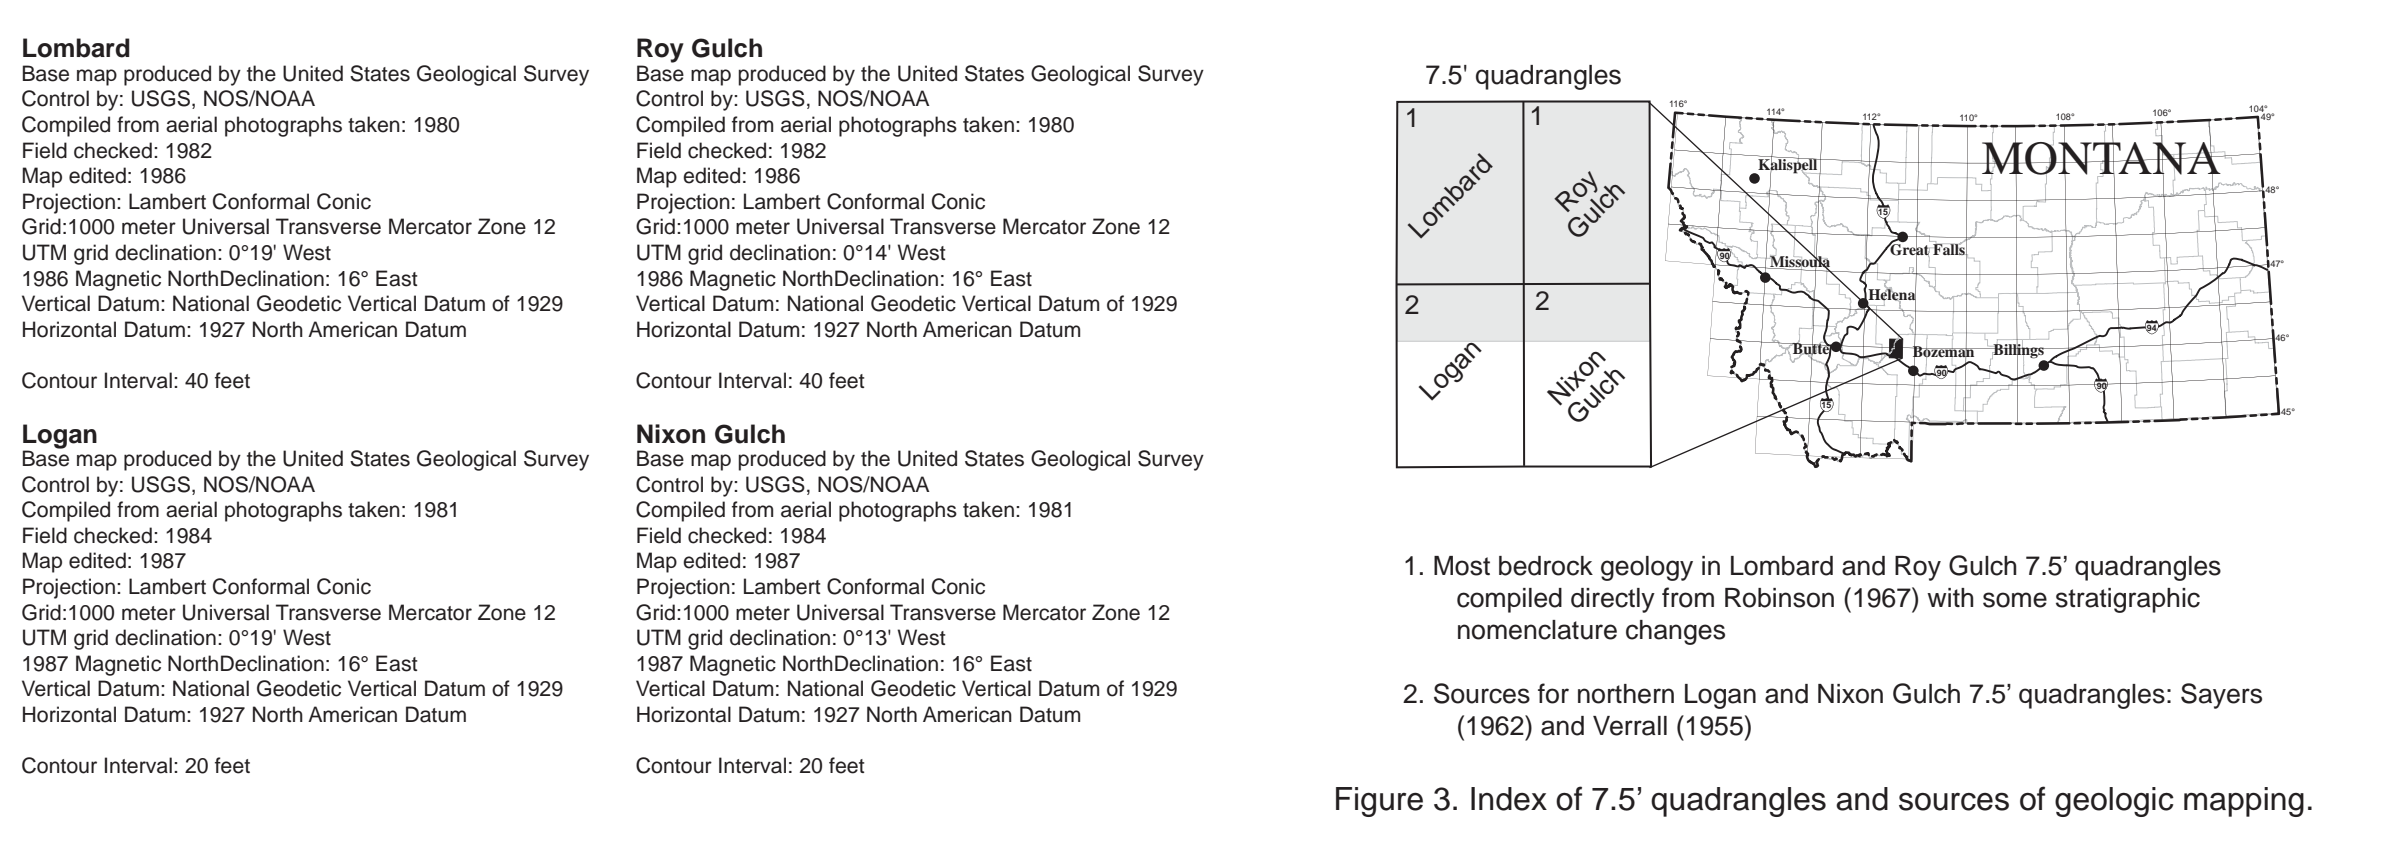 Lombard
Base map produced by the United States Geological Survey
Control by: USGS, NOS/NOAA
Compiled from aerial photographs taken: 1980
Field checked: 1982
Map edited: 1986
Projection: Lambert Conformal Conic
Grid:1000 meter Universal Transverse Mercator Zone 12
UTM grid declination: 0°19' West
1986 Magnetic NorthDeclination: 16° East
Vertical Datum: National Geodetic Vertical Datum of 1929
Horizontal Datum: 1927 North American Datum
Contour Interval: 40 feet
Logan
Base map produced by the United States Geological Survey
Control by: USGS, NOS/NOAA
Compiled from aerial photographs taken: 1981
Field checked: 1984
Map edited: 1987
Projection: Lambert Conformal Conic
Grid:1000 meter Universal Transverse Mercator Zone 12
UTM grid declination: 0°19' West
1987 Magnetic NorthDeclination: 16° East
Vertical Datum: National Geodetic Vertical Datum of 1929
Horizontal Datum: 1927 North American Datum
Contour Interval: 20 feet
Roy Gulch
Base map produced by the United States Geological Survey
Control by: USGS, NOS/NOAA
Compiled from aerial photographs taken: 1980
Field checked: 1982
Map edited: 1986
Projection: Lambert Conformal Conic
Grid:1000 meter Universal Transverse Mercator Zone 12
UTM grid declination: 0°14' West
1986 Magnetic NorthDeclination: 16° East
Vertical Datum: National Geodetic Vertical Datum of 1929
Horizontal Datum: 1927 North American Datum
Contour Interval: 40 feet
Nixon Gulch
Base map produced by the United States Geological Survey
Control by: USGS, NOS/NOAA
Compiled from aerial photographs taken: 1981
Field checked: 1984
Map edited: 1987
Projection: Lambert Conformal Conic
Grid:1000 meter Universal Transverse Mercator Zone 12
UTM grid declination: 0°13' West
1987 Magnetic NorthDeclination: 16° East
Vertical Datum: National Geodetic Vertical Datum of 1929
Horizontal Datum: 1927 North American Datum
Contour Interval: 20 feet
7.5' quadrangles
1
Lombard
1
Roy
Gulch
2
Logan
2
Nixon
Gulch
116°
114°
112°
110°
108°
106°
104°
49°
48°
47°
46°
45°
MONTANA
Kalispell
15
Great Falls
90
Missoula
Helena
94
Butte
Bozeman
Billings
90
90
15
1. Most bedrock geology in Lombard and Roy Gulch 7.5’ quadrangles
compiled directly from Robinson (1967) with some stratigraphic
nomenclature changes
2. Sources for northern Logan and Nixon Gulch 7.5’ quadrangles: Sayers
(1962) and Verrall (1955)
Figure 3. Index of 7.5’ quadrangles and sources of geologic mapping.